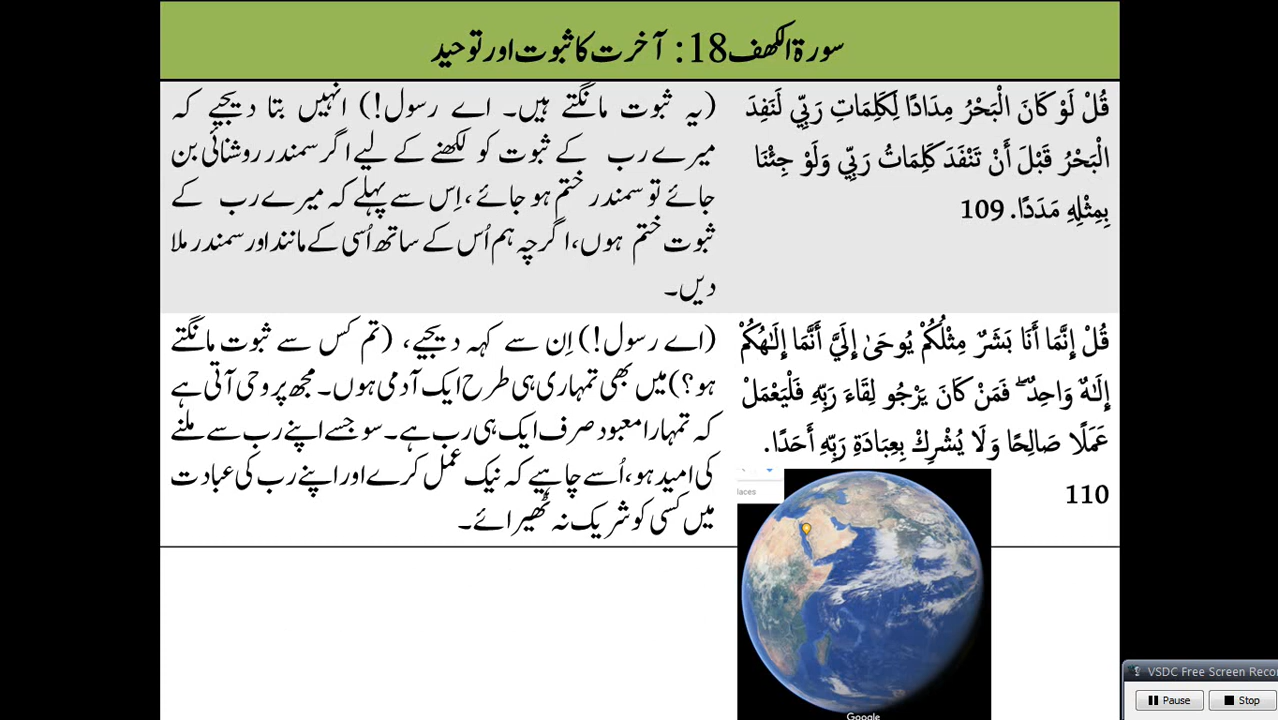 سورۃ الکھف 18: آخرت کا ثبوت اور توحید
قُلْ لَوْ كَانَ الْبَحْرُ مِدَادًا لِكَلِمَاتِ رَبِّي لَنَفِدَ
الْبَحْرُ قَبْلَ أَنْ تَنْفَدَ كَلِمَاتُ رَبِّي وَلَوْ جِئْنَا
بِمِثْلِهِ مَدَدًا. 109
(یہ ثبوت مانگتے ہیں۔ اے رسول!) انہیں بتا دیجیے کہ
میرے رب کے ثبوت کو لکھنے کے لیے اگر سمندر روشنائی بن
جائے تو سمندر ختم ہو جائے، اِس سے پہلے کہ میرے رب کے
ثبوت ختم ہوں، اگرچہ ہم اُس کے ساتھ اُسی کے مانند اور سمندر ملا
دیں۔
قُلْ إِنَّمَا أَنَا بَشَرٌ مِثْلُكُمْ يُوحَىٰ إِلَيَّ أَنَّمَا إِلَٰهُكُمْ
إِلَٰهٌ وَاحِدٌ ۖ فَمَنْ كَانَ يَرْجُو لِقَاءَ رَبِّهِ فَلْيَعْمَلْ
عَمَلًا صَالِحًا وَلَا يُشْرِكْ بِعِبَادَةِ رَبِّهِ أَحَدًا.
110
(اے رسول!) اِن سے کہہ دیجیے، (تم کس سے ثبوت مانگتے
ہو؟) میں بھی تمہاری ہی طرح ایک آدمی ہوں۔ مجھ پر وحی آتی ہے
کہ تمہارا معبود صرف ایک ہی رب ہے۔ سو جسے اپنے رب سے ملنے
کی امید ہو، اُسے چاہیے کہ نیک عمل کرے اور اپنے رب کی عبادت
میں کسی کو شریک نہ ٹھیرائے۔
laces
Google
VSDC Free Screen Reco
Pause
Stop